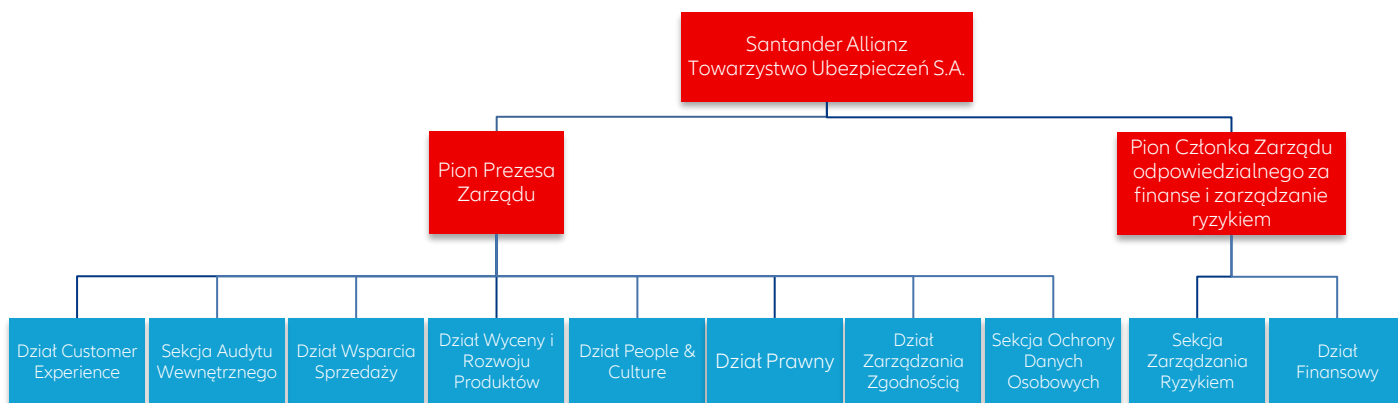 Santander Allianz
Towarzystwo Ubezpieczeń S.A.
Pion Prezesa
Zarządu
Pion Członka Zarządu
odpowiedzialnego za
finanse i zarządzanie
ryzykiem
Dział Customer
Experience
Sekcja Audytu
Wewnętrznego
Dział Wsparcia
Sprzedaży
Dział Wyceny i
Rozwoju
Produktów
Dział People &
Culture
Dział Prawny
Dział
Zarządzania
Zgodnością
Sekcja Ochrony
Danych
Osobowych
Sekcja
Zarządzania
Ryzykiem
Dział
Finansowy